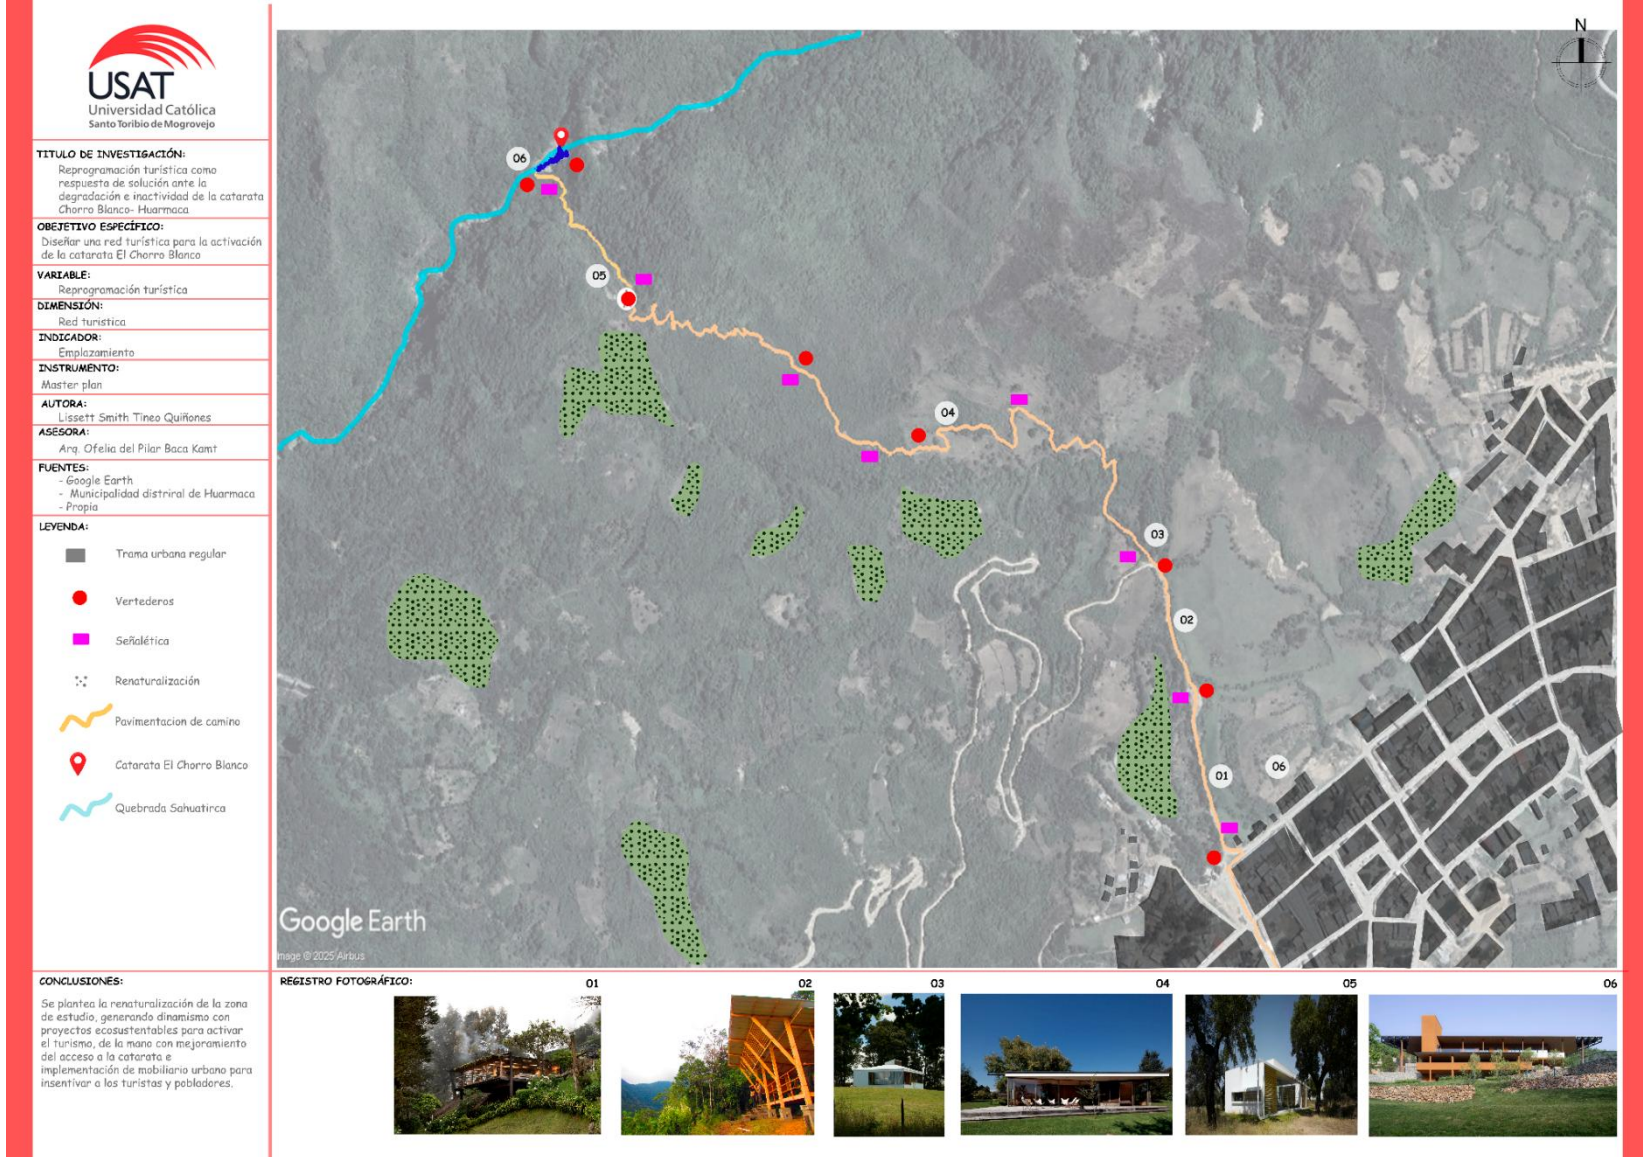 USAT
Universidad Católica
Santo Toribio de Mogrovejo
TITULO DE INVESTIGACIÓN:
Reprogramación turística como
respuesta de solución ante la
degradación e inactividad de la catarata
Chorro Blanco- Huarmaca
OBJETIVO ESPECÍFICO:
Diseñar una red turística para la activación
de la catarata El Chorro Blanco
VARIABLE:
Reprogramación turística
DIMENSIÓN:
Red turistica
INDICADOR:
Emplazamiento
INSTRUMENTO:
Master plan
AUTORA:
Lissett Smith Tineo Quiñones
ASESORA:
Arq. Ofelia del Pilar Baca Kamt
FUENTES:
- Google Earth
- Municipalidad distriral de Huarmaca
- Propia
LEYENDA:
Trama urbana regular
Vertederos
Señalética
Renaturalización
Pavimentacion de camino
Catarata El Chorro Blanco
Quebrada Sahuatirca
CONCLUSIONES:
Se plantea la renaturalización de la zona
de estudio, generando dinamismo con
proyectos ecosustentables para activar
el turismo, de la mano con mejoramiento
del acceso a la catarata e
implementación de mobiliario urbano para
insentivar a los turistas y pobladores.
N
06
05
04
03
02
01
06
Google Earth
Image © 2025 Airbus
REGISTRO FOTOGRÁFICO:
01
02
03
04
05
06